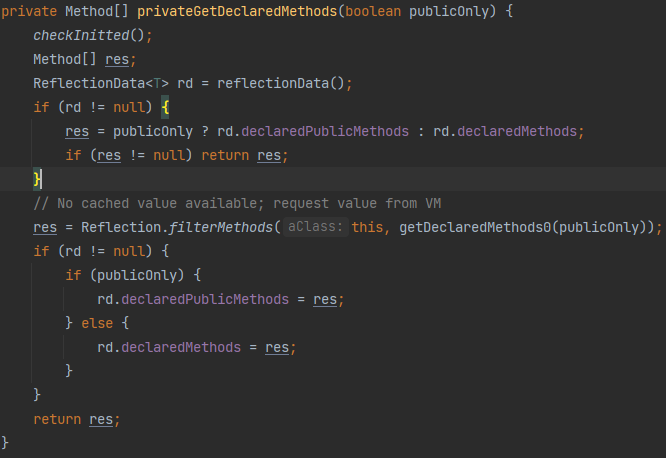 private Method[] privateGetDeclaredMethods(boolean publicOnly) {
    checkInitted();
    Method[] res;
    ReflectionData<T> rd = reflectionData();
    if (rd != null) {
        res = publicOnly ? rd.declaredPublicMethods : rd.declaredMethods;
        if (res != null) return res;
    }
    // No cached value available; request value from VM
    res = Reflection.filterMethods( aClass: this, getDeclaredMethods0(publicOnly));
    if (rd != null) {
        if (publicOnly) {
            rd.declaredPublicMethods = res;
        } else {
            rd.declaredMethods = res;
        }
    }
    return res;
}